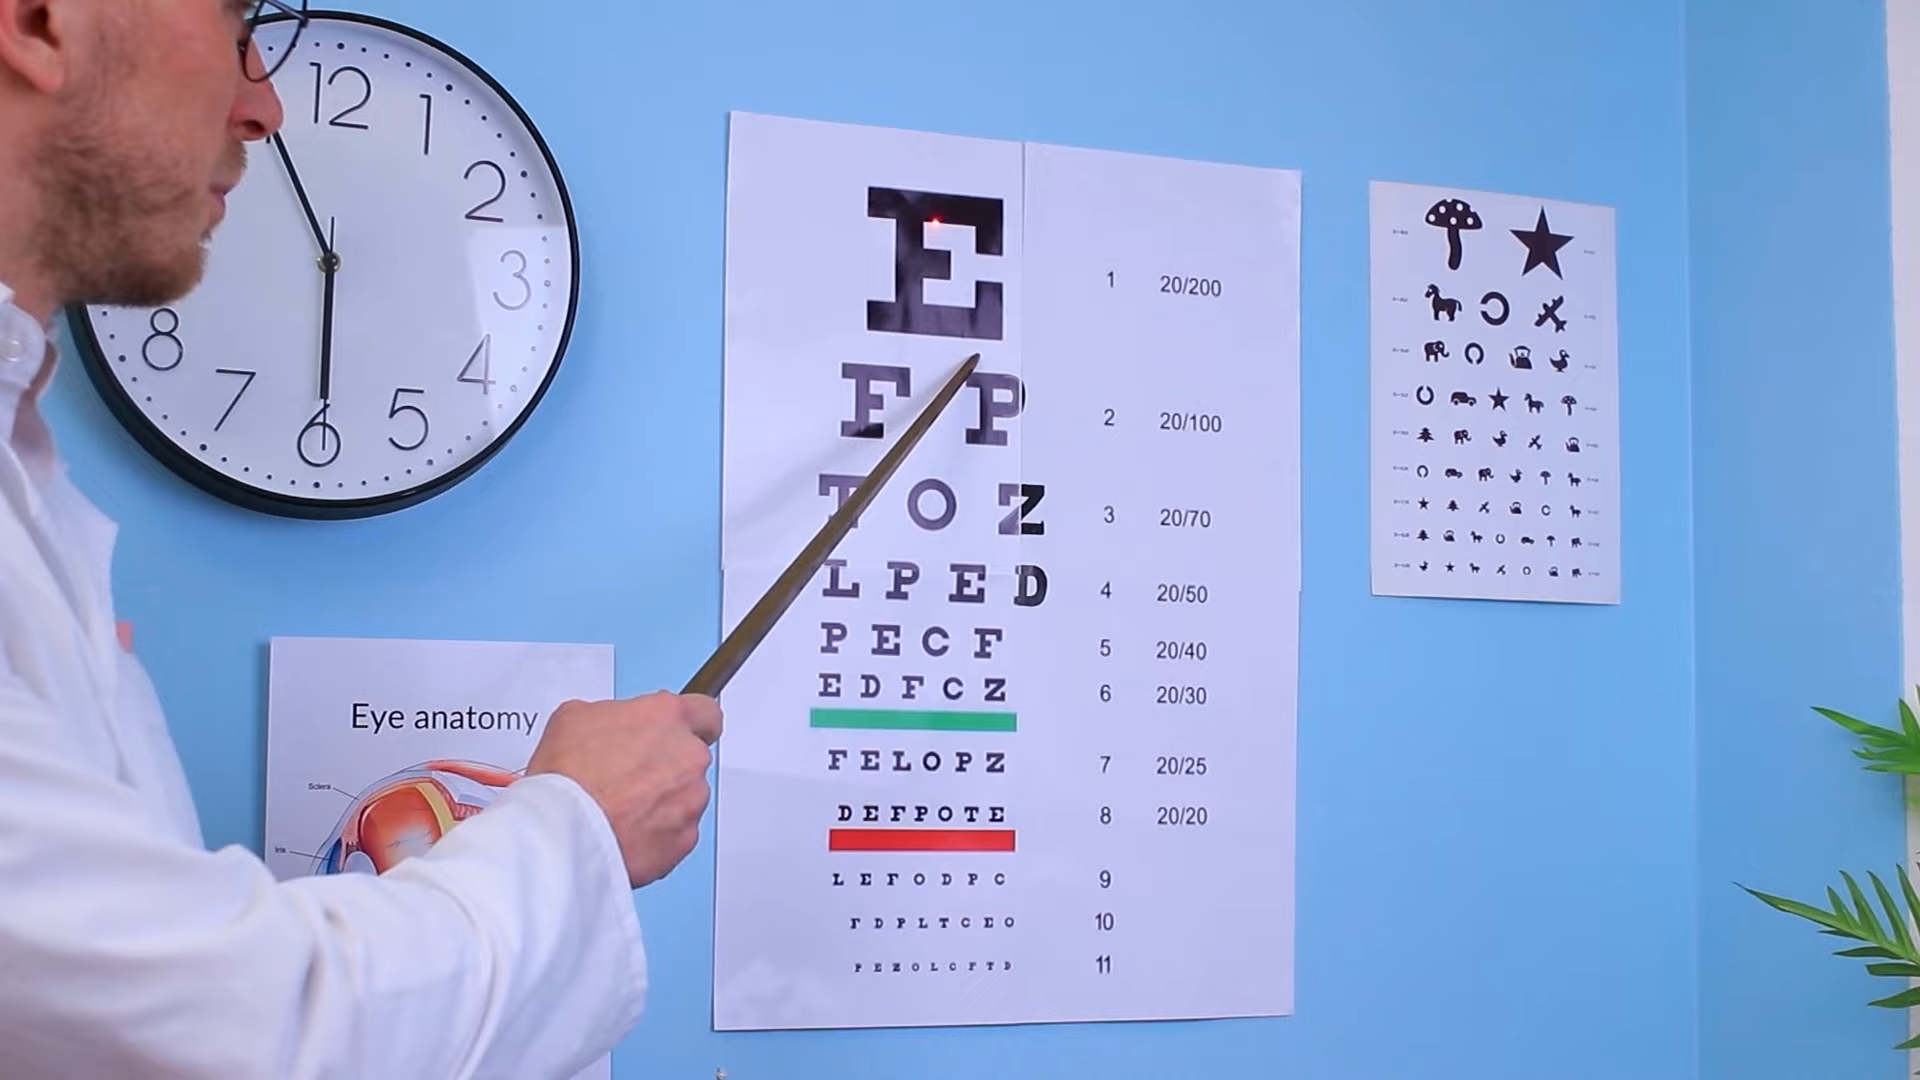 12
1
2
3
4
5
6
7
8
E 1 20/200
F P 2 20/100
T O Z 3 20/70
L P E D 4 20/50
P E C F 5 20/40
E D F C Z 6 20/30
F E L O P Z 7 20/25
D E F P O T E 8 20/20
L E F O D P C 9
F D P L T C E O 10
P E Z O L C F T D 11
Eye anatomy
Sclera
Iris